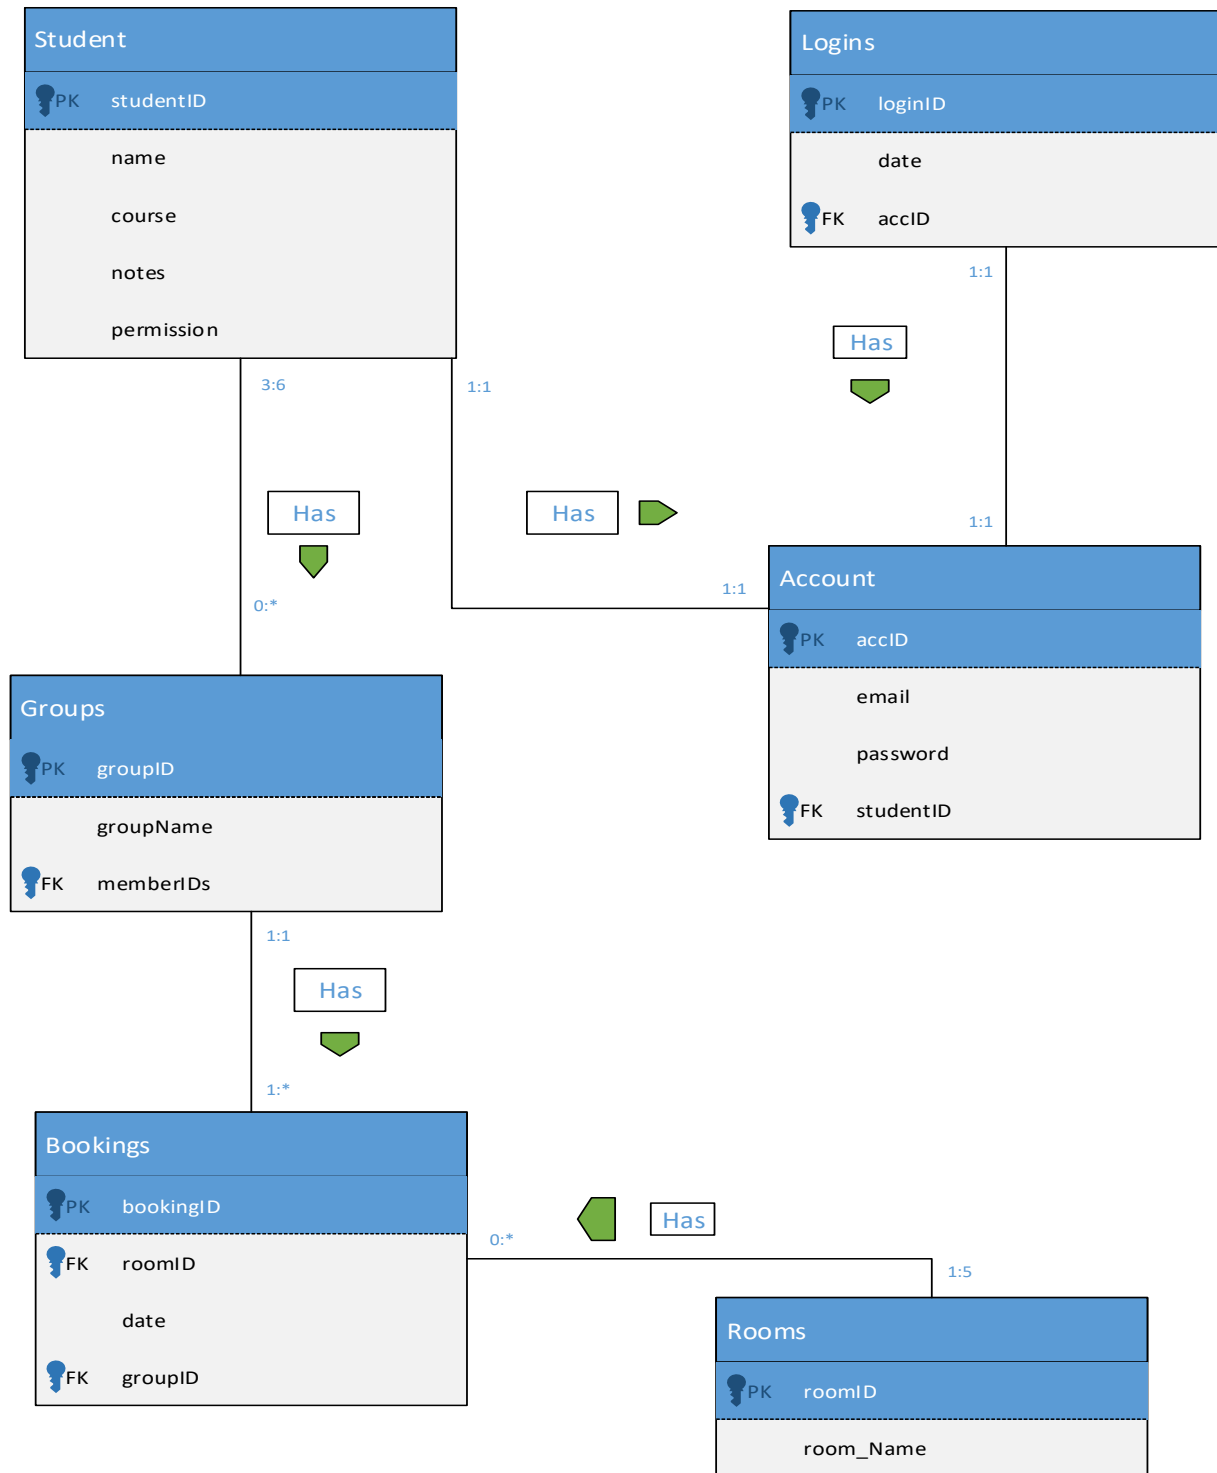 Student
PK studentID
name
course
notes
permission
Logins
PK loginID
date
FK accID
1:1
Has
1:1
3:6
1:1
Has
Has
0:*
1:1
Account
PK accID
email
password
FK studentID
Groups
PK groupID
groupName
FK memberIDs
1:1
Has
1:*
Bookings
PK bookingID
FK roomID
date
FK groupID
Has
0:*
1:5
Rooms
PK roomID
room_Name